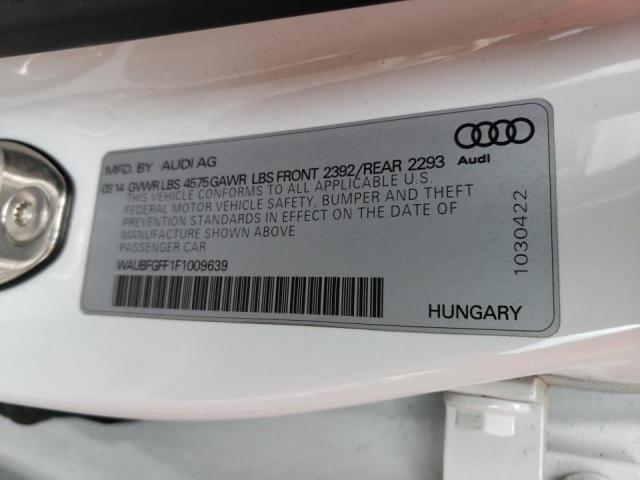 MFD. BY AUDI AG
0314 GVWR LBS 4575 GAWR LBS FRONT 2392/REAR 2293
THIS VEHICLE CONFORMS TO ALL APPLICABLE U.S.
FEDERAL MOTOR VEHICLE SAFETY, BUMPER AND THEFT
PREVENTION STANDARDS IN EFFECT ON THE DATE OF
MANUFACTURE SHOWN ABOVE
PASSENGER CAR
WAUBFGFF1F1009639
Audi
1030422
HUNGARY